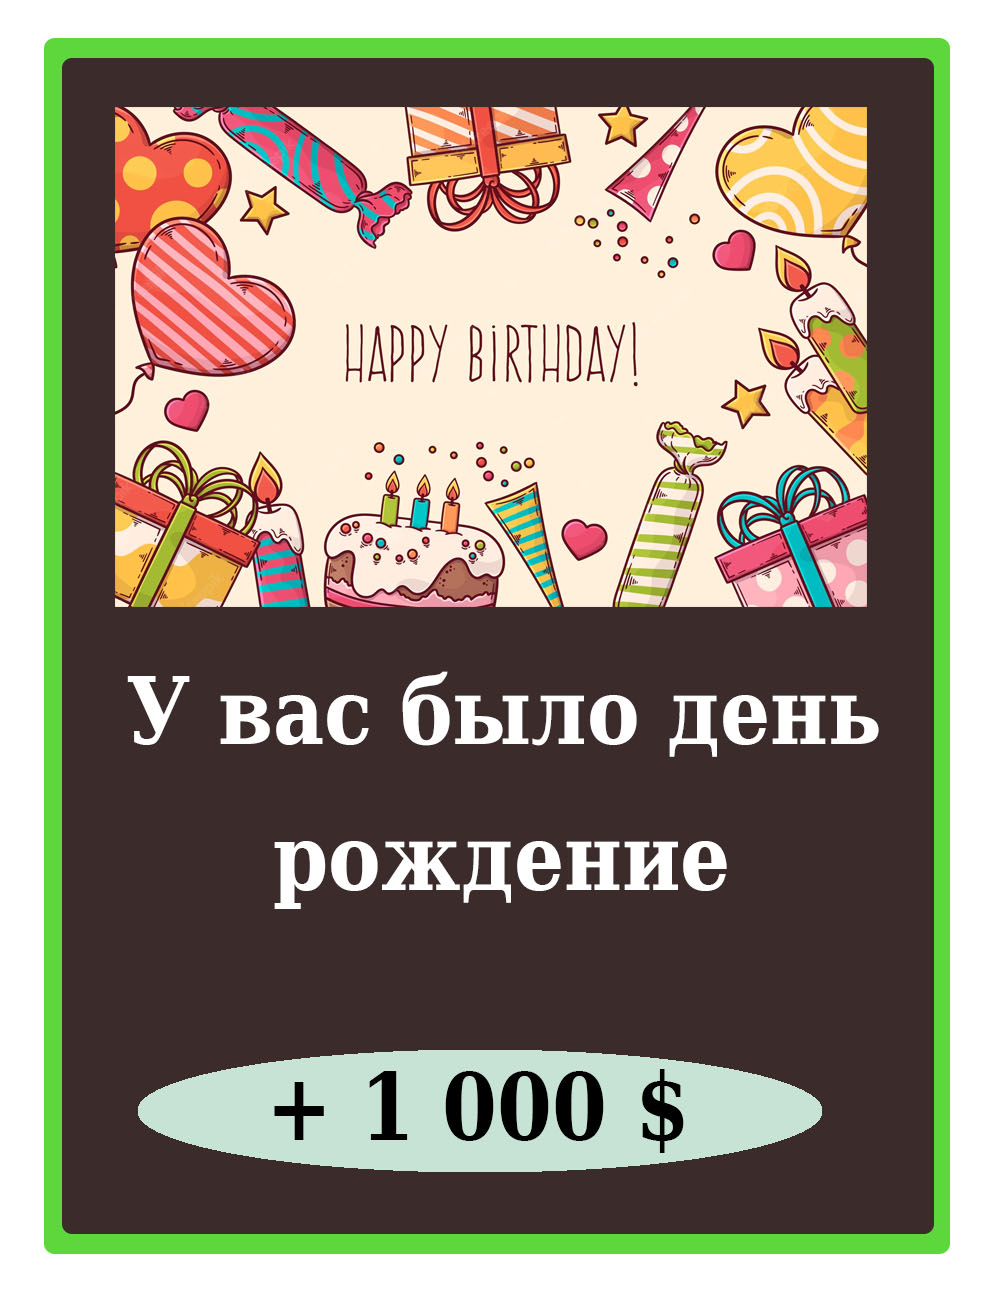 HAPPY BIRTHDAY!
У вас было день
рождение
+ 1 000 $